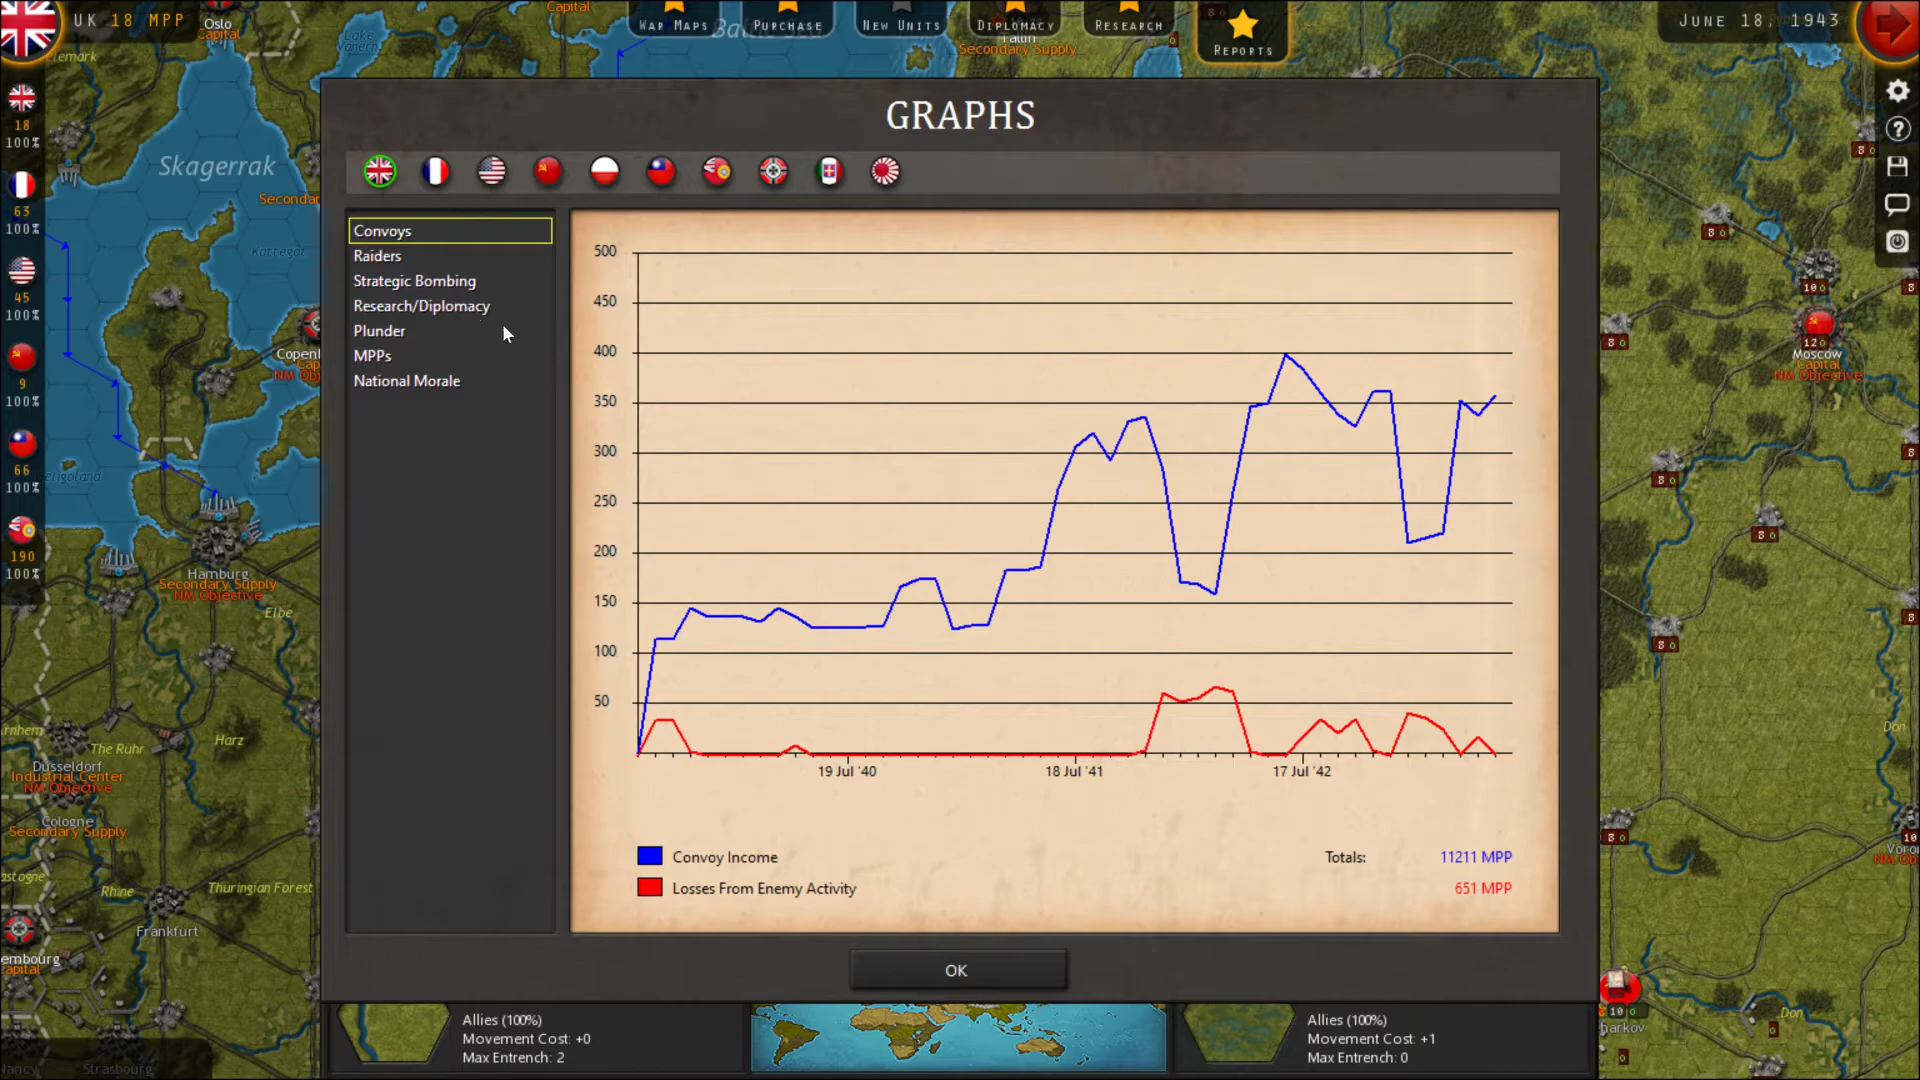 UK 18 MPP
Oslo
Capital
Capital
WAR MAPS
PURCHASE
NEW UNITS
DIPLOMACY
RESEARCH
REPORTS
Secondary Supply
JUNE 18, 1943
GRAPHS
18
100%
63
100%
45
100%
9
100%
66
100%
190
100%
Skagerrak
Kattegat
Convoys
Raiders
Strategic Bombing
Research/Diplomacy
Plunder
MPPs
National Morale
500
450
400
350
300
250
200
150
100
50
19 Jul '40
18 Jul '41
17 Jul '42
Convoy Income
Losses From Enemy Activity
Totals:
11211 MPP
651 MPP
OK
Moscow
Capital
NM Objective
Hamburg
Secondary Supply
NM Objective
Elbe
The Ruhr
Harz
Dusseldorf
Industrial Center
NM Objective
Cologne
Secondary Supply
Rhine
Thuringian Forest
Frankfurt
Strasbourg
Don
Don
Allies (100%)
Movement Cost: +0
Max Entrench: 2
Allies (100%)
Movement Cost: +1
Max Entrench: 0